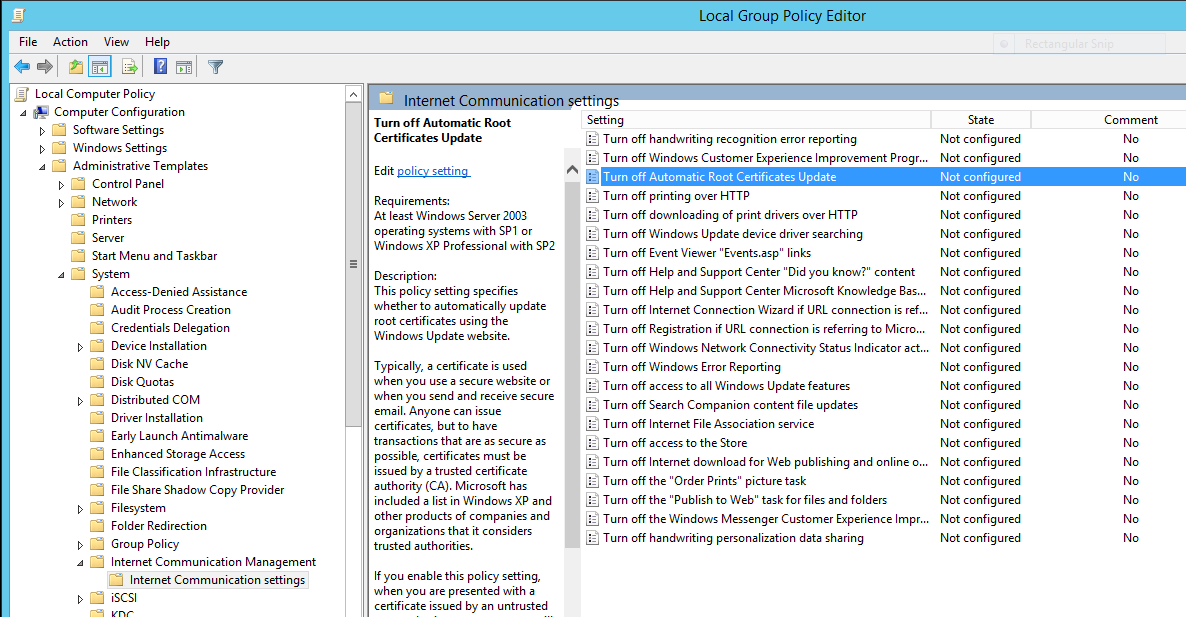 Local Group Policy Editor
File Action View Help
Rectangular Snip
Local Computer Policy
Computer Configuration
Software Settings
Windows Settings
Administrative Templates
Control Panel
Network
Printers
Server
Start Menu and Taskbar
System
Access-Denied Assistance
Audit Process Creation
Credentials Delegation
Device Installation
Disk NV Cache
Disk Quotas
Distributed COM
Driver Installation
Early Launch Antimalware
Enhanced Storage Access
File Classification Infrastructure
File Share Shadow Copy Provider
Filesystem
Folder Redirection
Group Policy
Internet Communication Management
Internet Communication settings
iSCSI
KDC
Internet Communication settings
Turn off Automatic Root
Certificates Update
Edit policy setting
Requirements:
At least Windows Server 2003
operating systems with SP1 or
Windows XP Professional with SP2
Description:
This policy setting specifies
whether to automatically update
root certificates using the
Windows Update website.
Typically, a certificate is used
when you use a secure website or
when you send and receive secure
email. Anyone can issue
certificates, but to have
transactions that are as secure as
possible, certificates must be
issued by a trusted certificate
authority (CA). Microsoft has
included a list in Windows XP and
other products of companies and
organizations that it considers
trusted authorities.
If you enable this policy setting,
when you are presented with a
certificate issued by an untrusted
Setting State Comment
Turn off handwriting recognition error reporting Not configured No
Turn off Windows Customer Experience Improvement Progr... Not configured No
Turn off Automatic Root Certificates Update Not configured No
Turn off printing over HTTP Not configured No
Turn off downloading of print drivers over HTTP Not configured No
Turn off Windows Update device driver searching Not configured No
Turn off Event Viewer "Events.asp" links Not configured No
Turn off Help and Support Center "Did you know?" content Not configured No
Turn off Help and Support Center Microsoft Knowledge Bas... Not configured No
Turn off Internet Connection Wizard if URL connection is ref... Not configured No
Turn off Registration if URL connection is referring to Micro... Not configured No
Turn off Windows Network Connectivity Status Indicator act... Not configured No
Turn off Windows Error Reporting Not configured No
Turn off access to all Windows Update features Not configured No
Turn off Search Companion content file updates Not configured No
Turn off Internet File Association service Not configured No
Turn off access to the Store Not configured No
Turn off Internet download for Web publishing and online o... Not configured No
Turn off the "Order Prints" picture task Not configured No
Turn off the "Publish to Web" task for files and folders Not configured No
Turn off the Windows Messenger Customer Experience Impr... Not configured No
Turn off handwriting personalization data sharing Not configured No